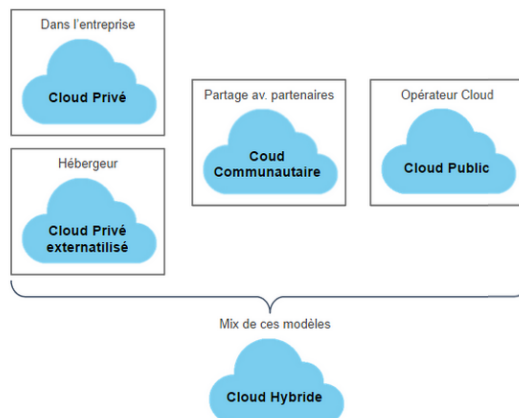 Dans l'entreprise
Cloud Privé
Hébergeur
Cloud Privé
externatilisé
Partage av. partenaires
Coud
Communautaire
Opérateur Cloud
Cloud Public
Mix de ces modèles
Cloud Hybride